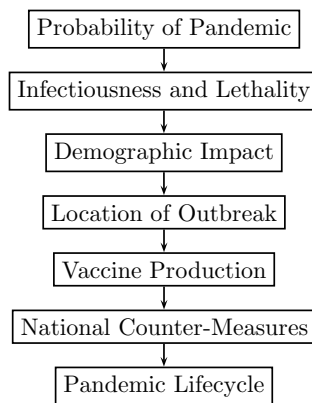 Probability of Pandemic
Infectiousness and Lethality
Demographic Impact
Location of Outbreak
Vaccine Production
National Counter-Measures
Pandemic Lifecycle